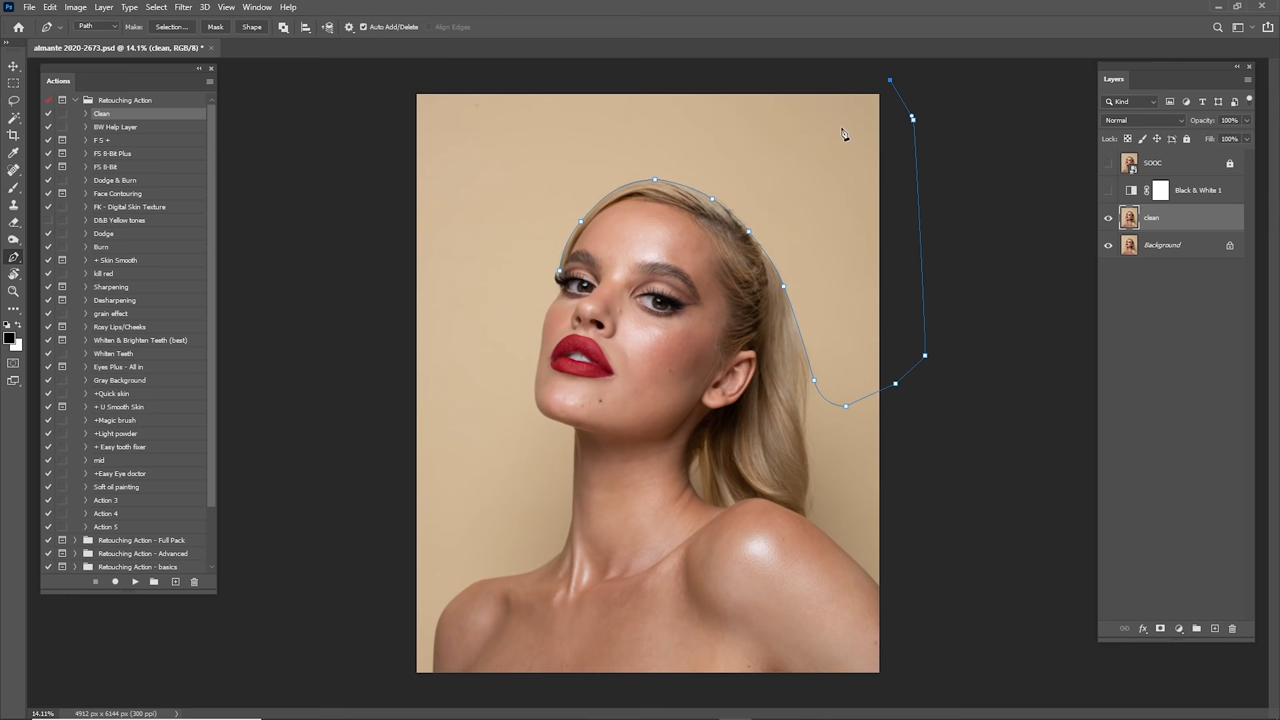 Ps File Edit Image Layer Type Select Filter 3D View Window Help
Path Make: Selection... Mask Shape Auto Add/Delete Align Edges
almante 2020-2673.psd @ 14.1% (clean, RGB/8) *
Actions
Retouching Action
Clean
BW Help Layer
F S +
FS 8-Bit Plus
FS 8-Bit
Dodge & Burn
Face Contouring
FK - Digital Skin Texture
D&B Yellow tones
Dodge
Burn
+ Skin Smooth
kill red
Sharpening
Desharpening
grain effect
Rosy Lips/Cheeks
Whiten & Brighten Teeth (best)
Whiten Teeth
Eyes Plus - All in
Gray Background
+Quick skin
+ U Smooth Skin
+Magic brush
+Light powder
+ Easy tooth fixer
mid
+Easy Eye doctor
Soft oil painting
Action 3
Action 4
Action 5
Retouching Action - Full Pack
Retouching Action - Advanced
Retouching Action - basics
Layers
Kind
Normal Opacity: 100%
Lock: Fill: 100%
SOOC
Black & White 1
clean
Background
14.11% 4912 px x 6144 px (300 ppi)